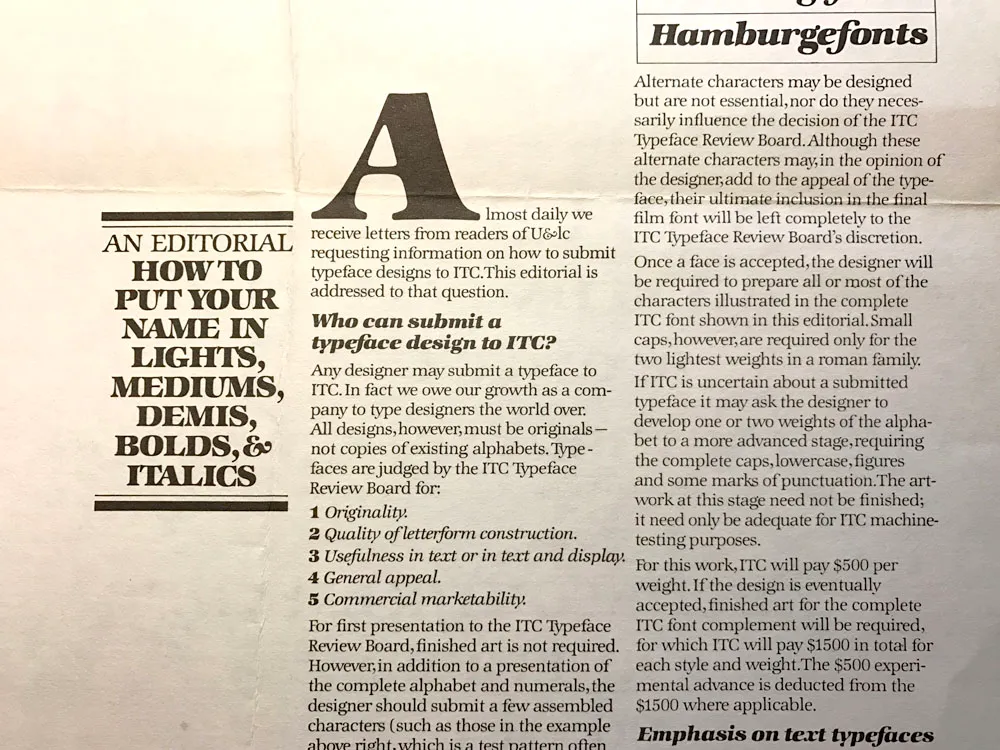 AN EDITORIAL
HOW TO
PUT YOUR
NAME IN
LIGHTS,
MEDIUMS,
DEMIS,
BOLDS, &
ITALICS
Almost daily we
receive letters from readers of U&lc
requesting information on how to submit
typeface designs to ITC. This editorial is
addressed to that question.
Who can submit a
typeface design to ITC?
Any designer may submit a typeface to
ITC. In fact we owe our growth as a com-
pany to type designers the world over.
All designs, however, must be originals—
not copies of existing alphabets. Type-
faces are judged by the ITC Typeface
Review Board for:
1 Originality.
2 Quality of letterform construction.
3 Usefulness in text or in text and display.
4 General appeal.
5 Commercial marketability.
For first presentation to the ITC Typeface
Review Board, finished art is not required.
However, in addition to a presentation of
the complete alphabet and numerals, the
designer should submit a few assembled
characters (such as those in the example
above right, which is a test pattern often
Hamburgefonts
Alternate characters may be designed
but are not essential, nor do they neces-
sarily influence the decision of the ITC
Typeface Review Board. Although these
alternate characters may, in the opinion of
the designer, add to the appeal of the type-
face, their ultimate inclusion in the final
film font will be left completely to the
ITC Typeface Review Board's discretion.
Once a face is accepted, the designer will
be required to prepare all or most of the
characters illustrated in the complete
ITC font shown in this editorial. Small
caps, however, are required only for the
two lightest weights in a roman family.
If ITC is uncertain about a submitted
typeface it may ask the designer to
develop one or two weights of the alpha-
bet to a more advanced stage, requiring
the complete caps, lowercase, figures
and some marks of punctuation. The art-
work at this stage need not be finished;
it need only be adequate for ITC machine-
testing purposes.
For this work, ITC will pay $500 per
weight. If the design is eventually
accepted, finished art for the complete
ITC font complement will be required,
for which ITC will pay $1500 in total for
each style and weight. The $500 experi-
mental advance is deducted from the
$1500 where applicable.
Emphasis on text typefaces